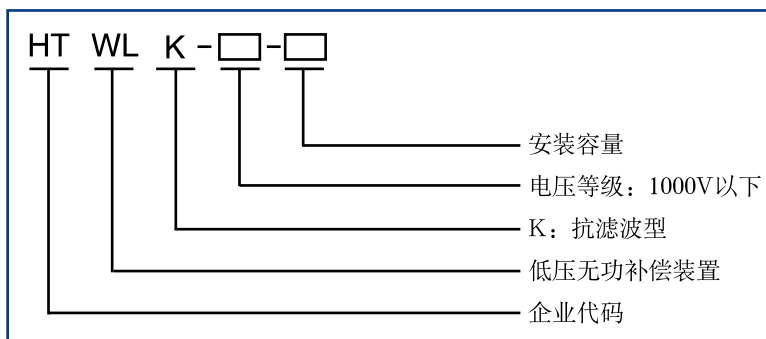 HT WL K-□-□
安装容量
电压等级：1000V以下
K：抗滤波型
低压无功补偿装置
企业代码